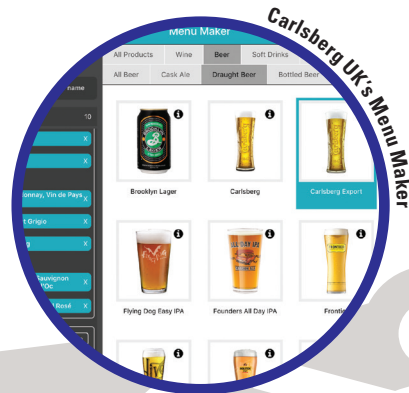 Carlsberg UK's Menu Maker
Menu Maker
All Products Wine Beer Soft Drinks
All Beer Cask Ale Draught Beer Bottled Beer
name
10
X
X
onnay, Vin de Pays X
t Grigio X
g X
Sauvignon
d'Oc X
Rosé X
Brooklyn Lager Carlsberg Carlsberg Export
Flying Dog Easy IPA Founders All Day IPA Frontie